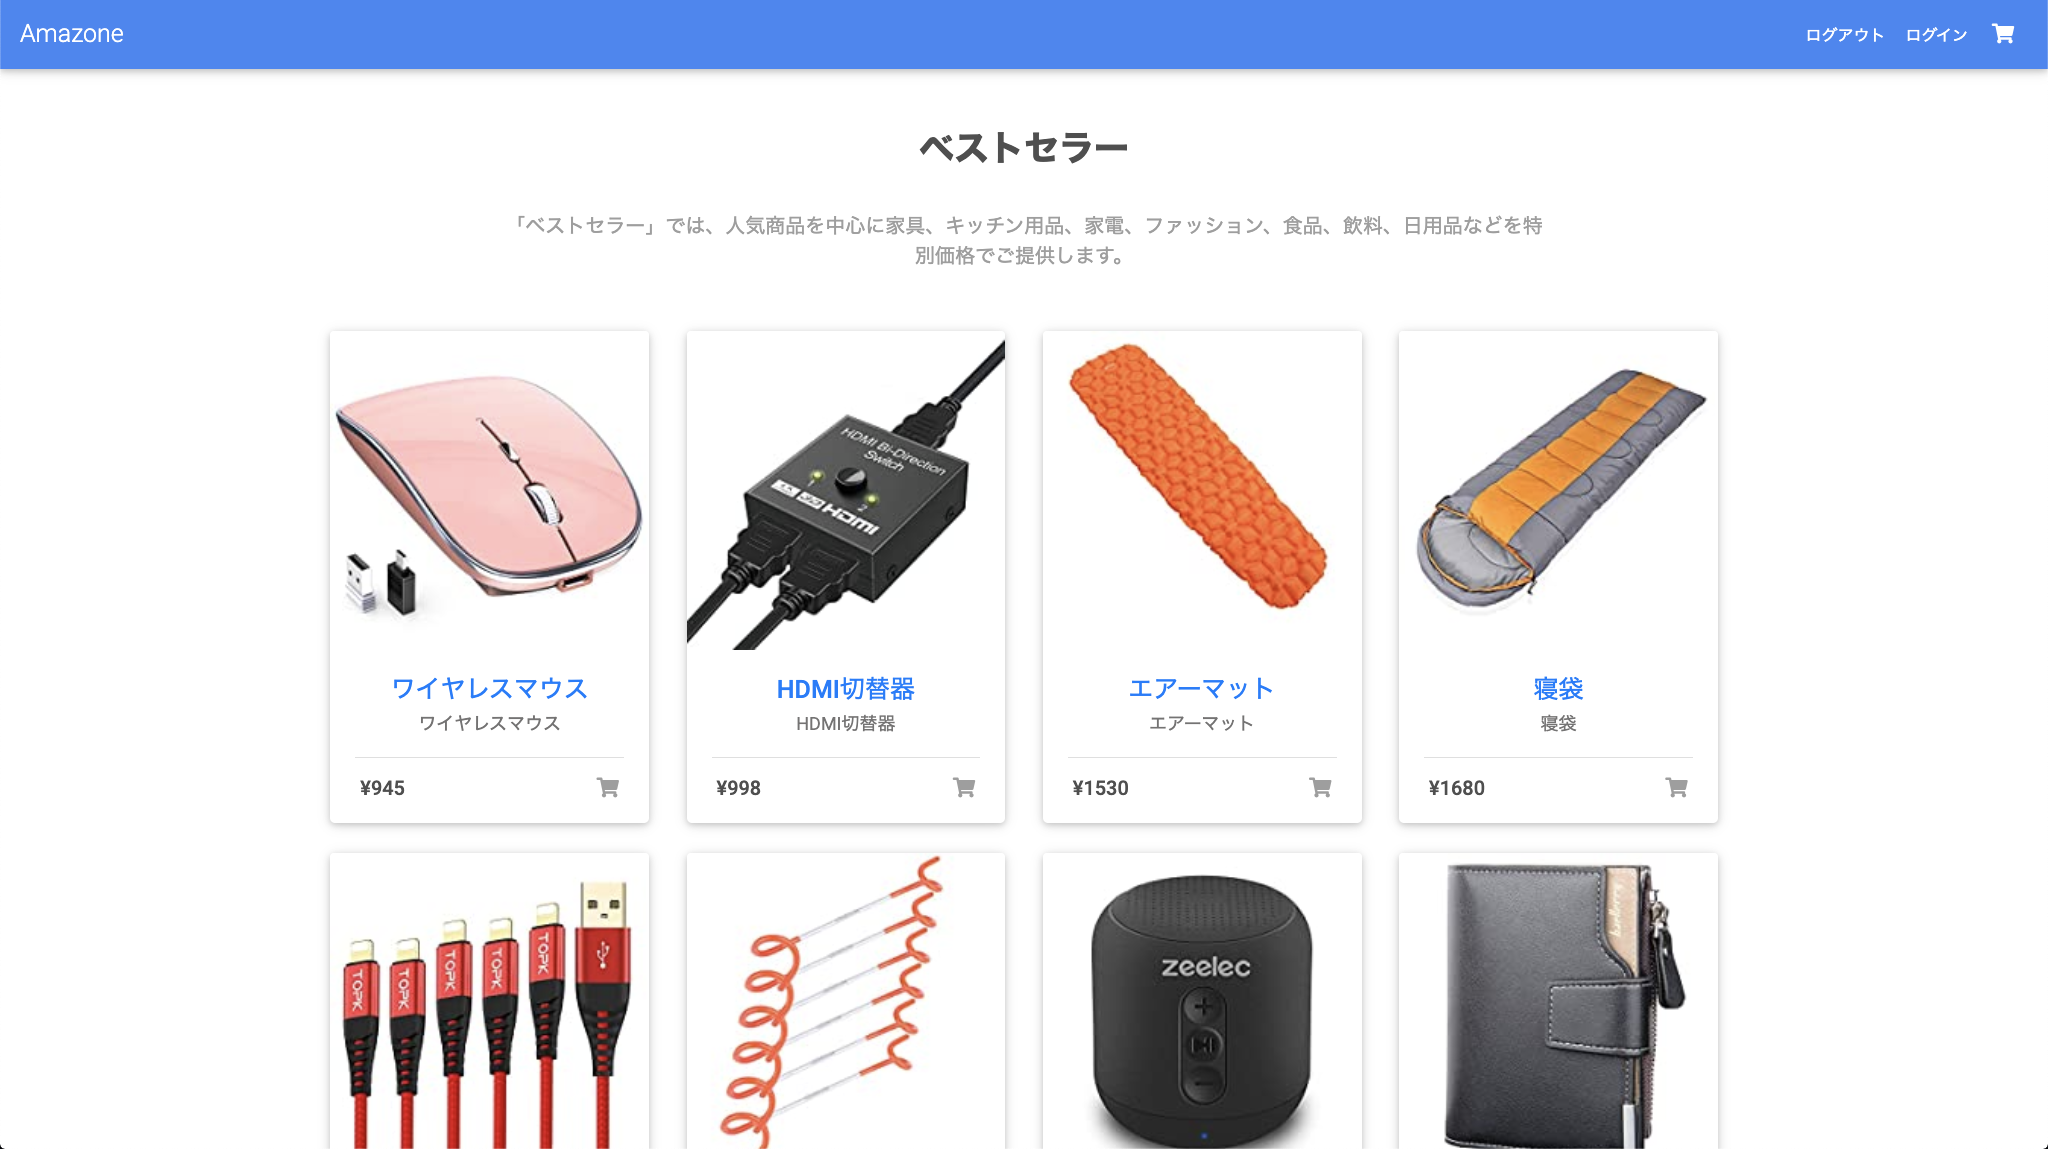 Amazone
ログアウト ログイン
ベストセラー
「ベストセラー」では、人気商品を中心に家具、キッチン用品、家電、ファッション、食品、飲料、日用品などを特
別価格でご提供します。
HDMI Bi-Direction
Switch
1
2
HDMI
ワイヤレスマウス
ワイヤレスマウス
¥945
HDMI切替器
HDMI切替器
¥998
エアーマット
エアーマット
¥1530
寝袋
寝袋
¥1680
TOPK
TOPK
TOPK
TOPK
TOPK
zeelec